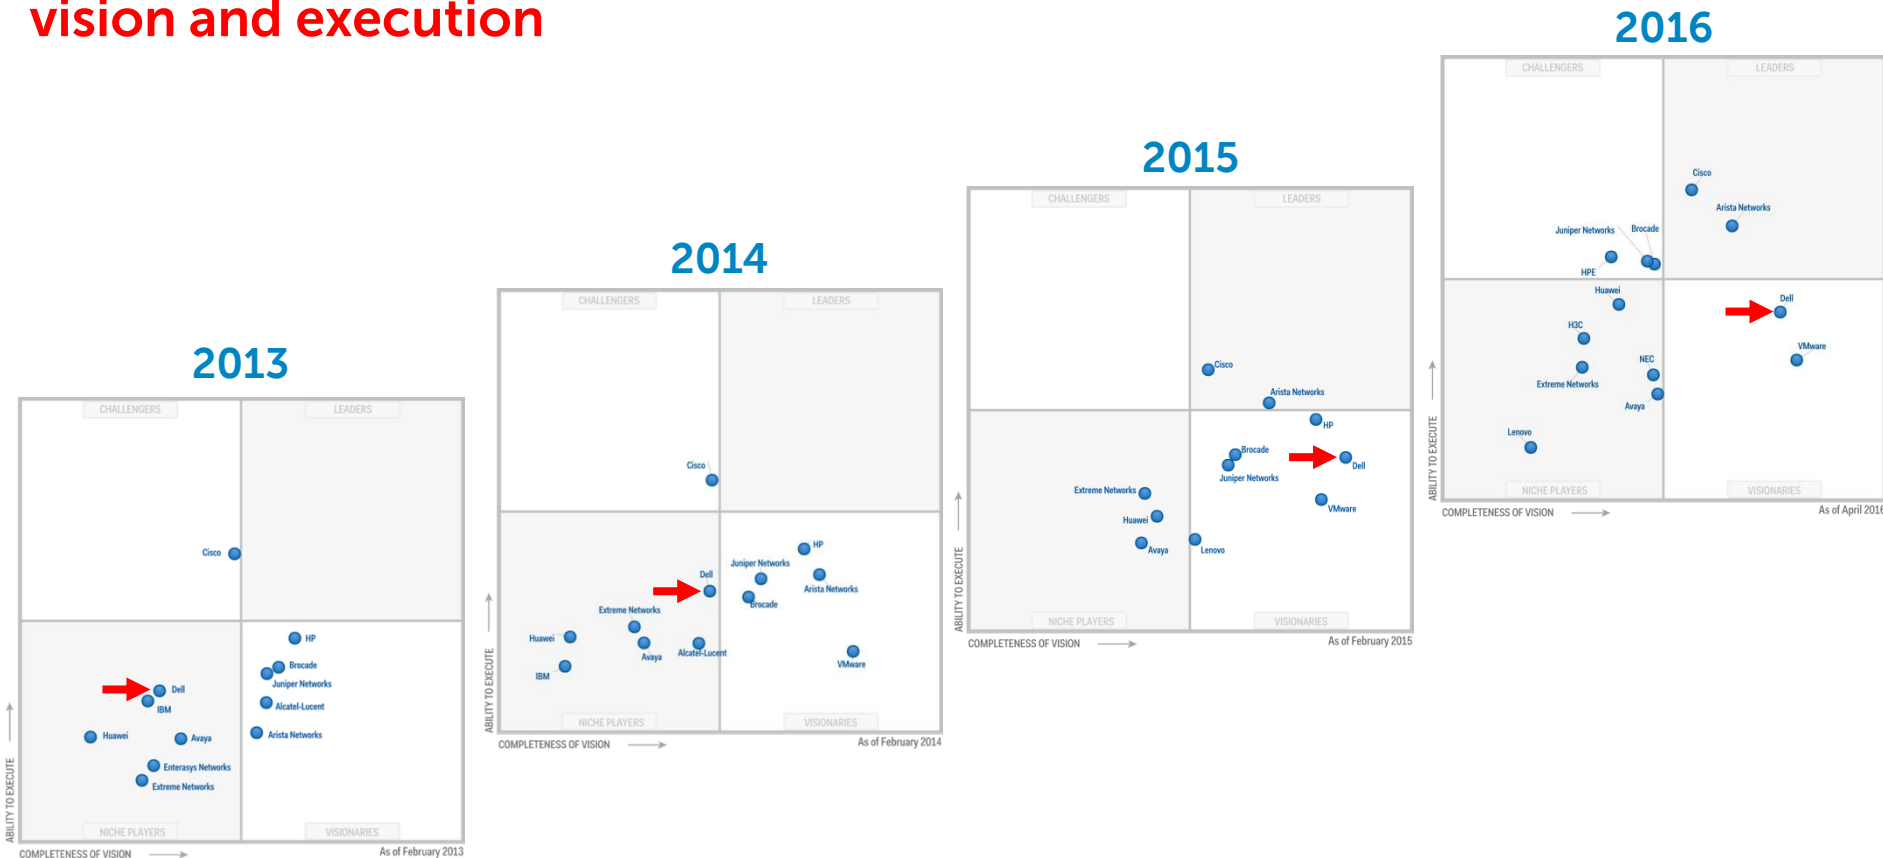 vision and execution
2013
CHALLENGERS
LEADERS
Cisco
HP
Brocade
Juniper Networks
Dell
IBM
Alcatel-Lucent
Huawei
Avaya
Arista Networks
Enterasys Networks
Extreme Networks
NICHE PLAYERS
VISIONARIES
ABILITY TO EXECUTE
COMPLETENESS OF VISION
As of February 2013
2014
CHALLENGERS
LEADERS
Cisco
HP
Juniper Networks
Dell
Arista Networks
Brocade
Extreme Networks
Huawei
Avaya
Alcatel-Lucent
IBM
VMware
NICHE PLAYERS
VISIONARIES
ABILITY TO EXECUTE
COMPLETENESS OF VISION
As of February 2014
2015
CHALLENGERS
LEADERS
Cisco
Arista Networks
HP
Brocade
Dell
Juniper Networks
Extreme Networks
VMware
Huawei
Avaya
Lenovo
NICHE PLAYERS
VISIONARIES
ABILITY TO EXECUTE
COMPLETENESS OF VISION
As of February 2015
2016
CHALLENGERS
LEADERS
Cisco
Arista Networks
Juniper Networks
Brocade
HPE
Huawei
Dell
H3C
VMware
NEC
Extreme Networks
Avaya
Lenovo
NICHE PLAYERS
VISIONARIES
ABILITY TO EXECUTE
COMPLETENESS OF VISION
As of April 2016